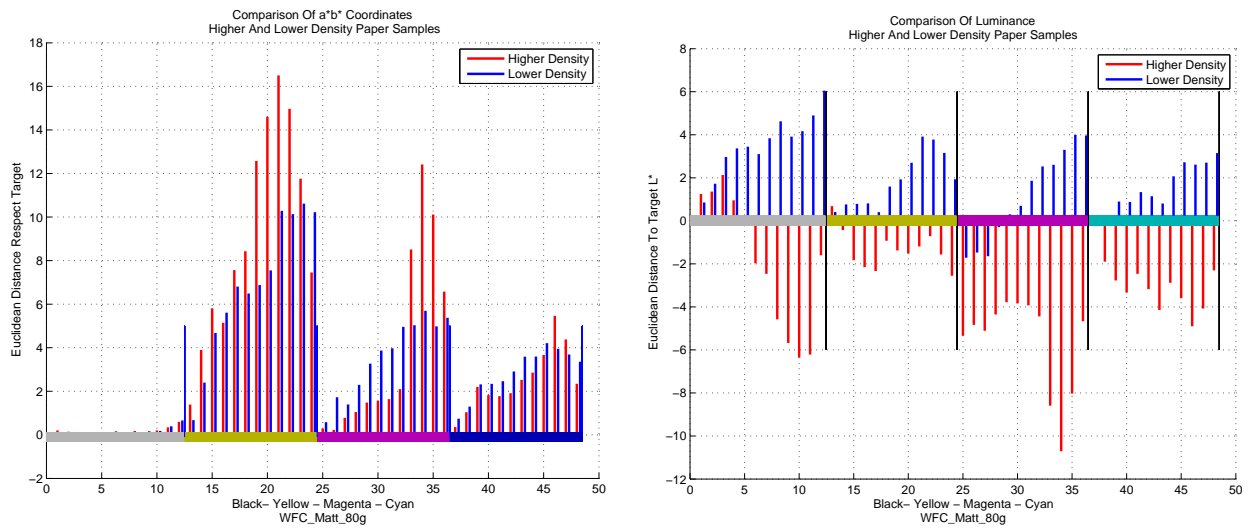 Comparison Of a*b* Coordinates
Higher And Lower Density Paper Samples
Higher Density
Lower Density
Euclidean Distance Respect Target
18
16
14
12
10
8
6
4
2
0
−2
0 5 10 15 20 25 30 35 40 45 50
Black− Yellow − Magenta − Cyan
WFC_Matt_80g
Comparison Of Luminance
Higher And Lower Density Paper Samples
Higher Density
Lower Density
Euclidean Distance To Target L*
8
6
4
2
0
−2
−4
−6
−8
−10
−12
0 5 10 15 20 25 30 35 40 45 50
Black− Yellow − Magenta − Cyan
WFC_Matt_80g